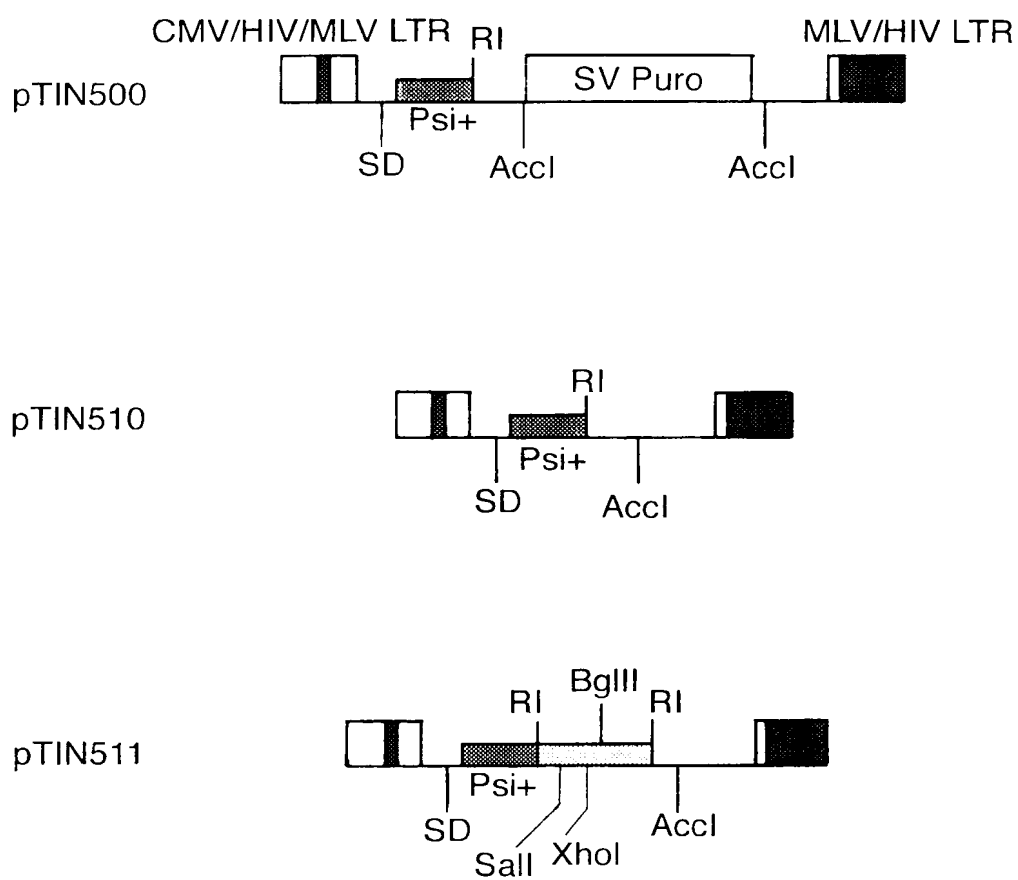 CMV/HIV/MLV LTR RI MLV/HIV LTR
pTIN500 SV Puro
Psi+
SD AccI AccI
RI
pTIN510
Psi+
SD AccI
BglII
RI RI
pTIN511
Psi+
SD AccI
SalI XhoI